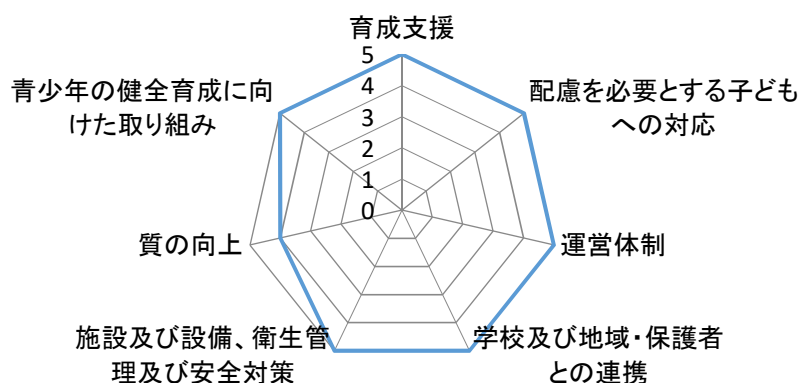 育成支援
5
4
3
2
1
0
配慮を必要とする子ども
への対応
運営体制
学校及び地域・保護者
との連携
施設及び設備、衛生管
理及び安全対策
質の向上
青少年の健全育成に向
けた取り組み